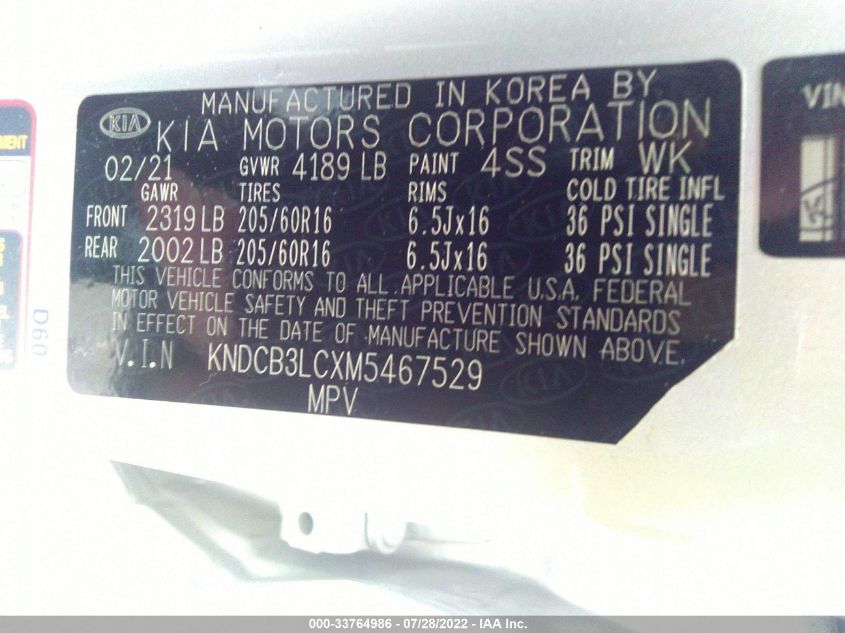 MANUFACTURED IN KOREA BY
KIA KIA MOTORS CORPORATION
02/21 GVWR 4189 LB PAINT 4SS TRIM WK
GAWR TIRES RIMS COLD TIRE INFL
FRONT 2319 LB 205/60R16 6.5Jx16 36 PSI SINGLE
REAR 2002 LB 205/60R16 6.5Jx16 36 PSI SINGLE
THIS VEHICLE CONFORMS TO ALL APPLICABLE U.S.A. FEDERAL
MOTOR VEHICLE SAFETY AND THEFT PREVENTION STANDARDS
IN EFFECT ON THE DATE OF MANUFACTURE SHOWN ABOVE.
V.I.N KNDCB3LCXM5467529
MPV
D60
VIN
000-33764986 - 07/28/2022 - IAA Inc.